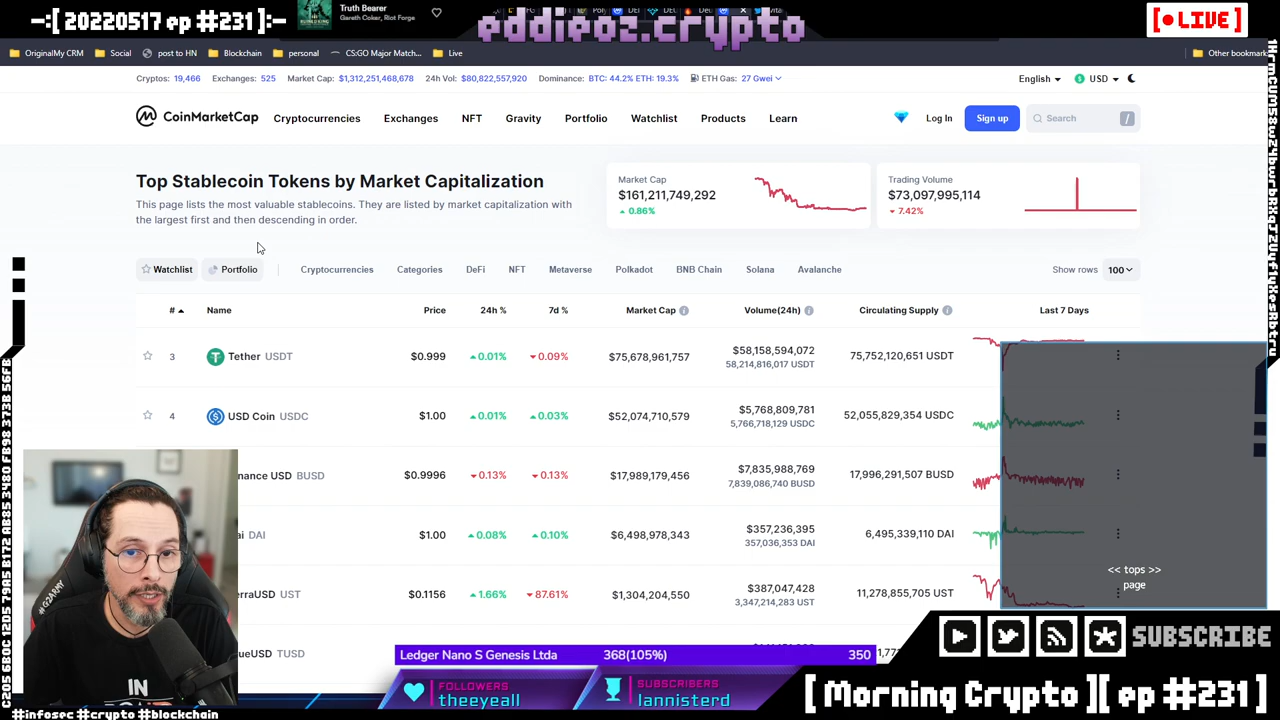 -:[ 20220517 ep #231]:-
Truth Bearer
Gareth Coker, Riot Forge
eddieoz.crypto
[ LIVE]
OriginalMy CRM Social post to HN Blockchain personal CS:GO Major Match... Live Other bookmark
Cryptos: 19,466 Exchanges: 525 Market Cap: $1,312,251,468,678 24h Vol: $80,822,557,920 Dominance: BTC: 44.2% ETH: 19.3% ETH Gas: 27 Gwei English USD
CoinMarketCap Cryptocurrencies Exchanges NFT Gravity Portfolio Watchlist Products Learn Log In Sign up Search /
Top Stablecoin Tokens by Market Capitalization
This page lists the most valuable stablecoins. They are listed by market capitalization with
the largest first and then descending in order.
Market Cap
$161,211,749,292
0.86%
Trading Volume
$73,097,995,114
7.42%
Watchlist Portfolio Cryptocurrencies Categories DeFi NFT Metaverse Polkadot BNB Chain Solana Avalanche Show rows 100
# Name Price 24h % 7d % Market Cap Volume(24h) Circulating Supply Last 7 Days
3 Tether USDT $0.999 0.01% 0.09% $75,678,961,757 $58,158,594,072 75,752,120,651 USDT
58,214,816,017 USDT
4 USD Coin USDC $1.00 0.01% 0.03% $52,074,710,579 $5,768,809,781 52,055,829,354 USDC
5,766,718,129 USDC
nance USD BUSD $0.9996 0.13% 0.13% $17,989,179,456 $7,835,988,769 17,996,291,507 BUSD
7,839,086,740 BUSD
ai DAI $1.00 0.08% 0.10% $6,498,978,343 $357,236,395 6,495,339,110 DAI
357,036,353 DAI
erraUSD UST $0.1156 1.66% 87.61% $1,304,204,550 $387,047,428 11,278,855,705 UST
3,347,214,283 UST
ueUSD TUSD
<< tops >>
page
#G2ARMY
IN
Ledger Nano S Genesis Ltda 368(105%) 350
FOLLOWERS
theeyeall
SUBSCRIBERS
lannisterd
SUBSCRIBE
[ Morning Crypto ][ ep #231 ]
#infosec #crypto #blockchain